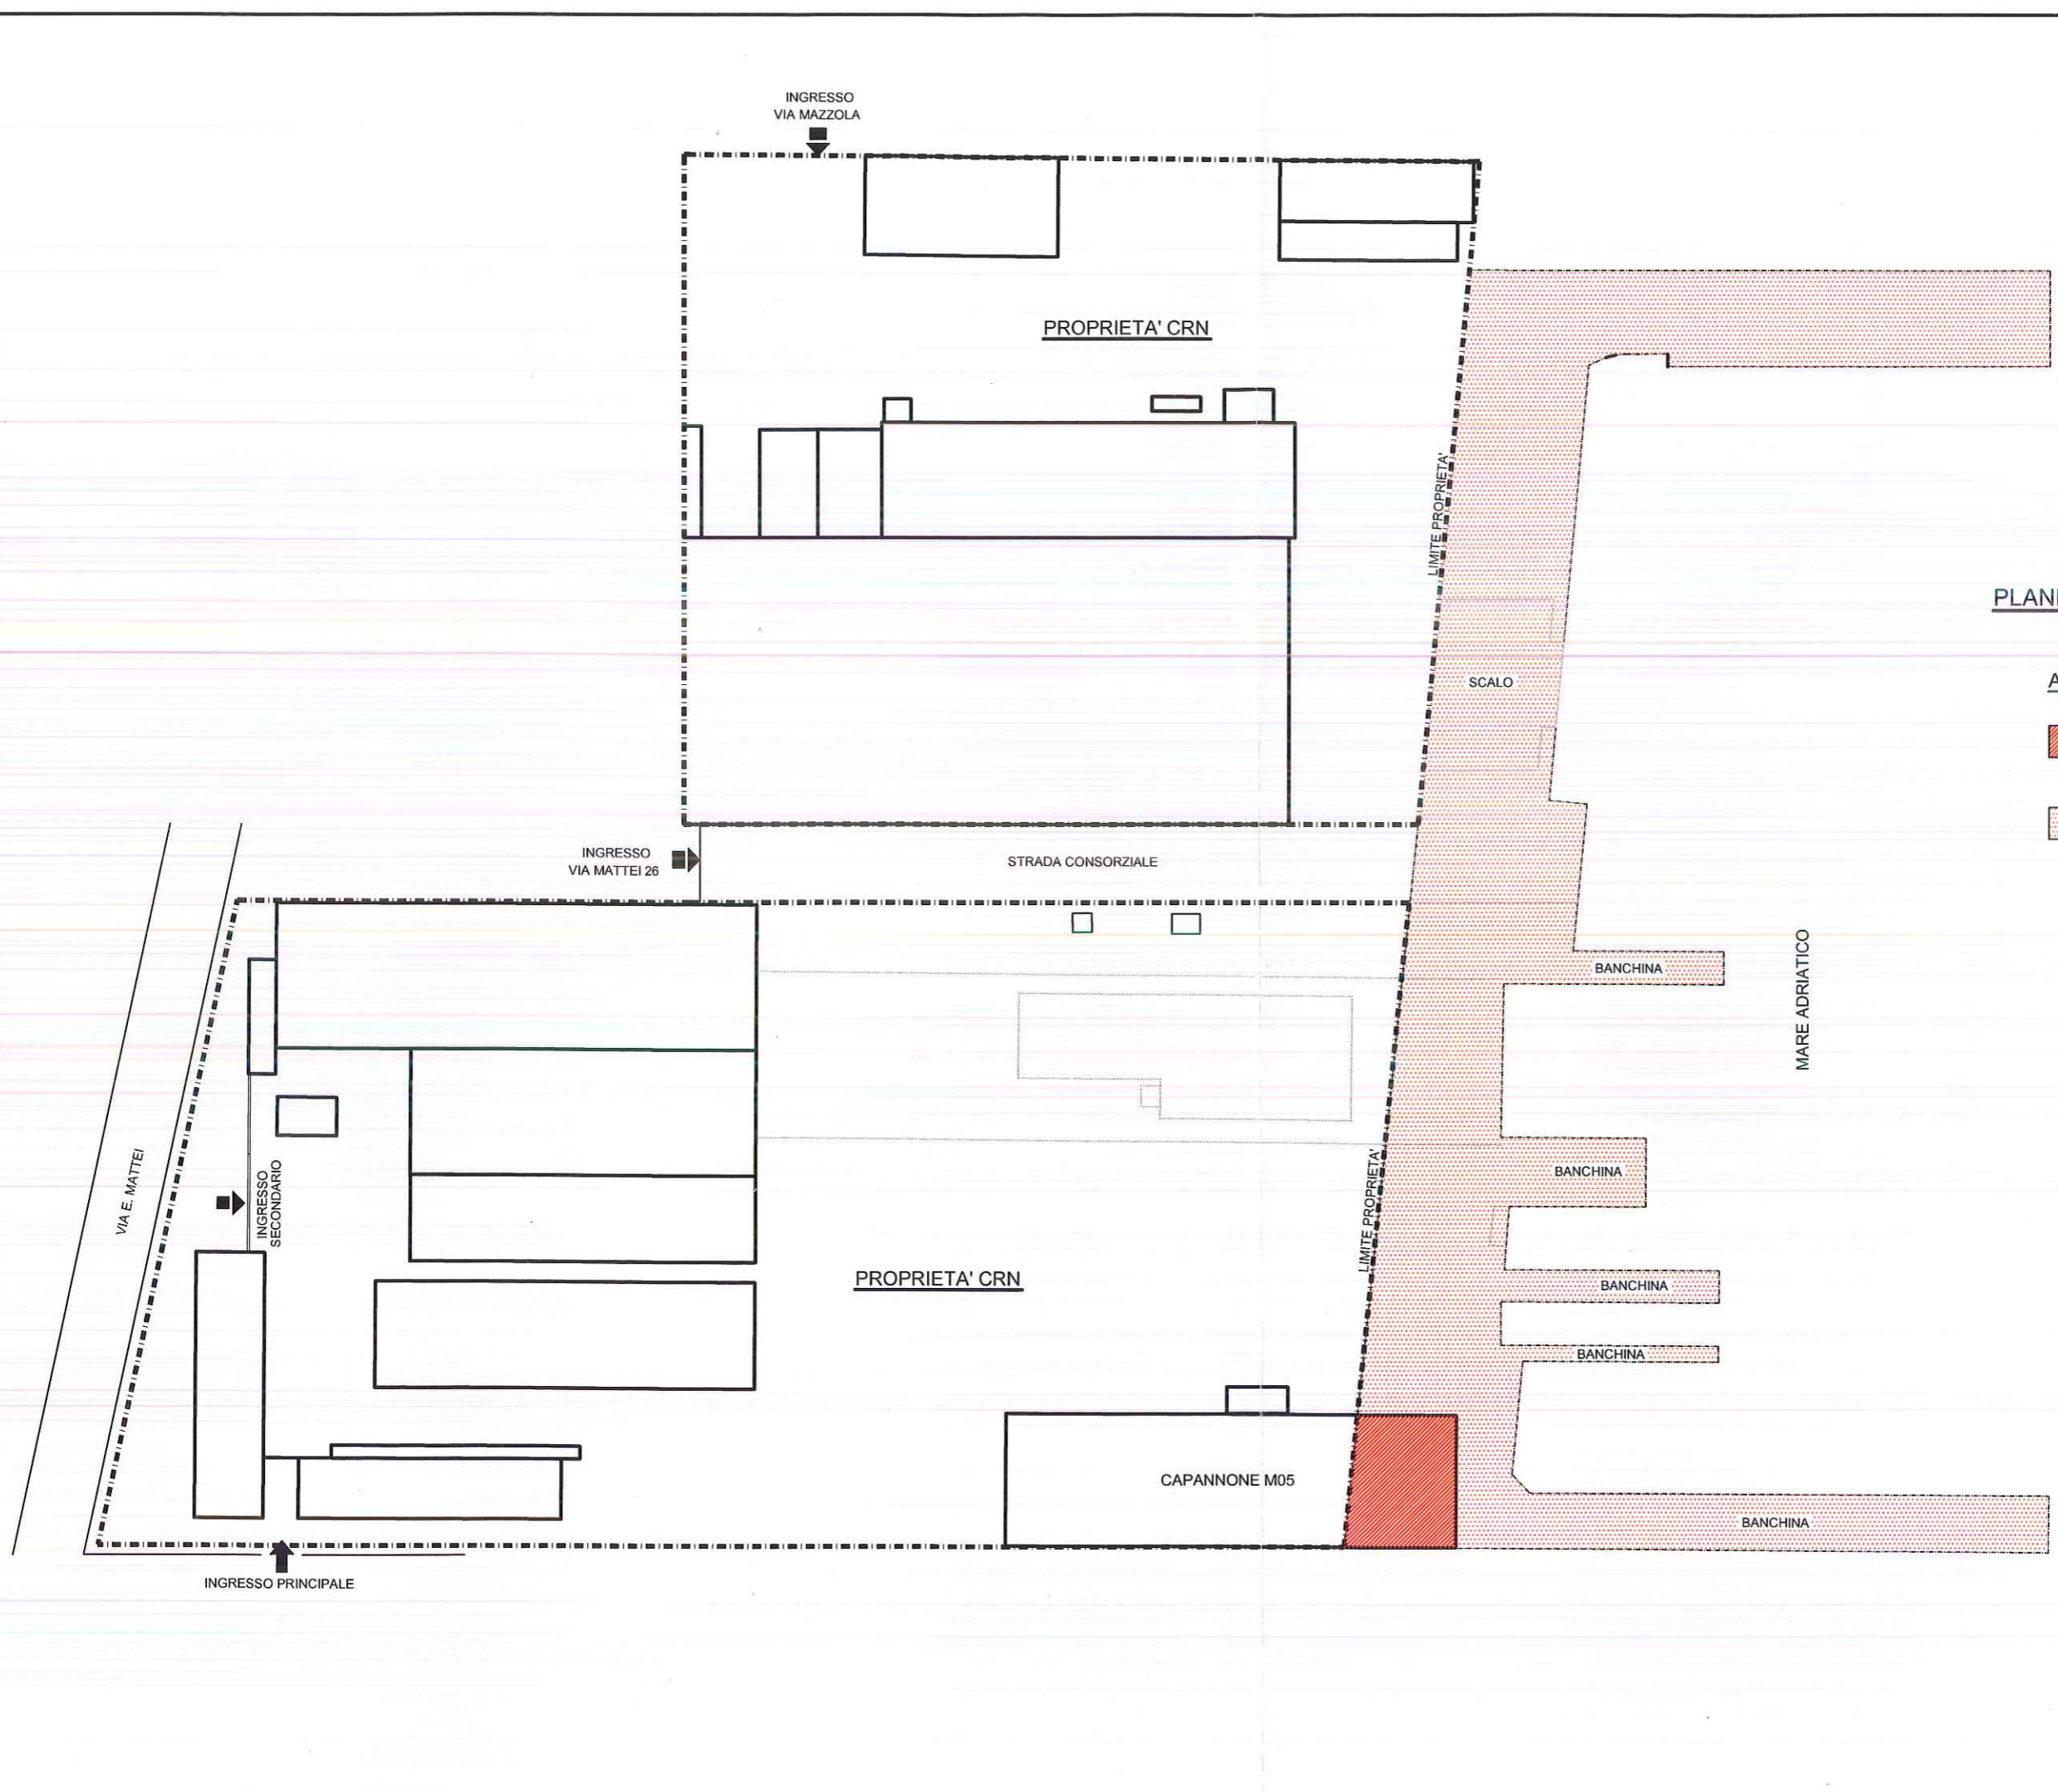 INGRESSO
VIA MAZZOLA
PROPRIETA' CRN
LIMITE PROPRIETA'
SCALO
INGRESSO
VIA MATTEI 26
STRADA CONSORZIALE
BANCHINA
MARE ADRIATICO
VIA E. MATTEI
INGRESSO
SECONDARIO
BANCHINA
LIMITE PROPRIETA'
PROPRIETA' CRN
BANCHINA
BANCHINA
CAPANNONE M05
BANCHINA
INGRESSO PRINCIPALE